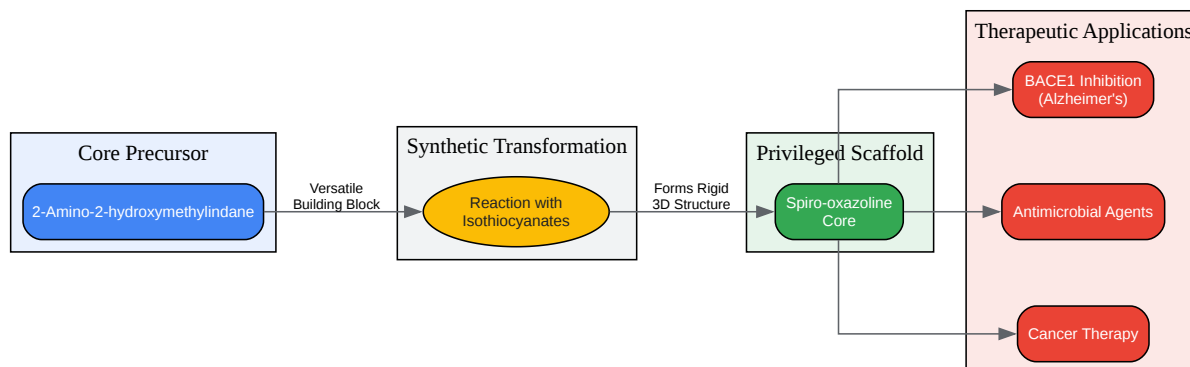 Core Precursor
2-Amino-2-hydroxymethylindane
Versatile
Building Block
Synthetic Transformation
Reaction with
Isothiocyanates
Forms Rigid
3D Structure
Privileged Scaffold
Spiro-oxazoline
Core
Therapeutic Applications
BACE1 Inhibition
(Alzheimer's)
Antimicrobial Agents
Cancer Therapy